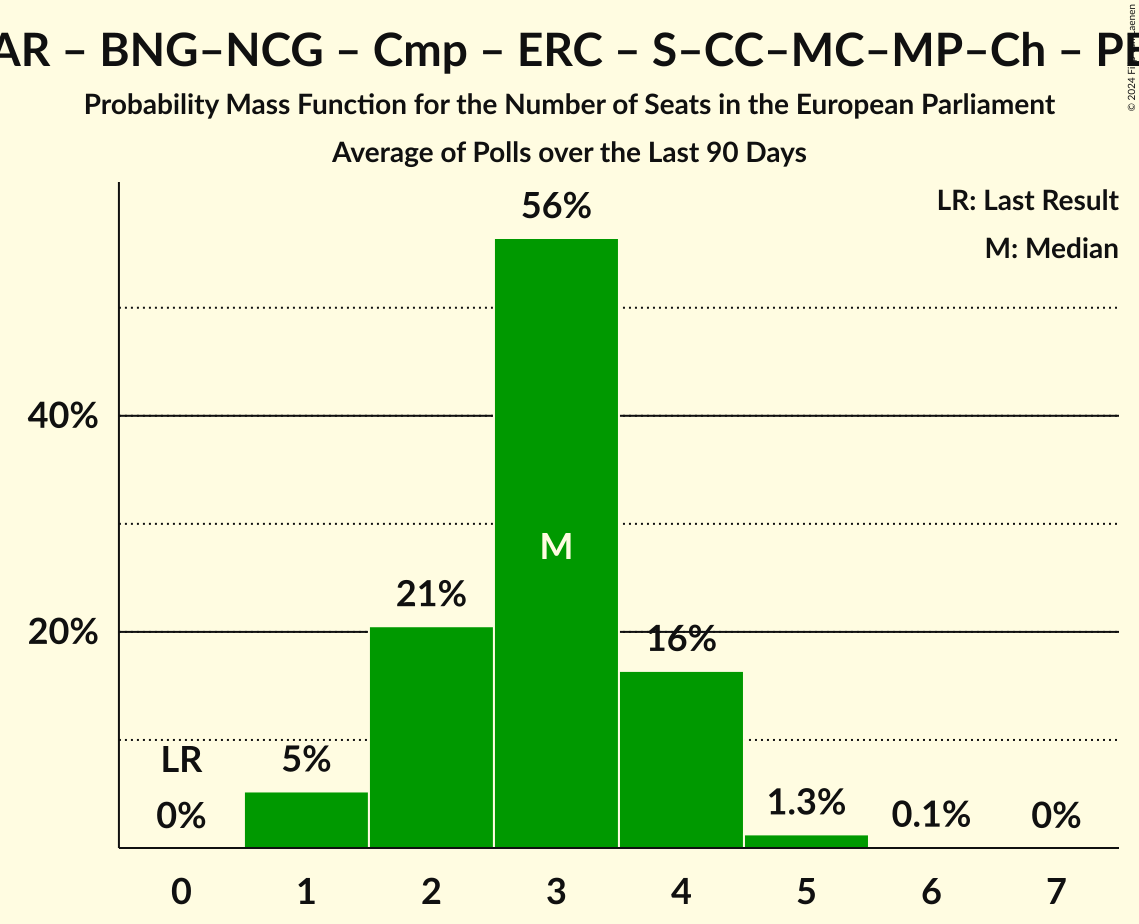 AR – BNG–NCG – Cmp – ERC – S–CC–MC–MP–Ch –
Probability Mass Function for the Number of Seats in the European Parliament
Average of Polls over the Last 90 Days
© 2024
LR: Last Result
M: Median
56%
40%
M
21%
20%
16%
LR
5%
0%
1.3%
0.1%
0%
0 1 2 3 4 5 6 7